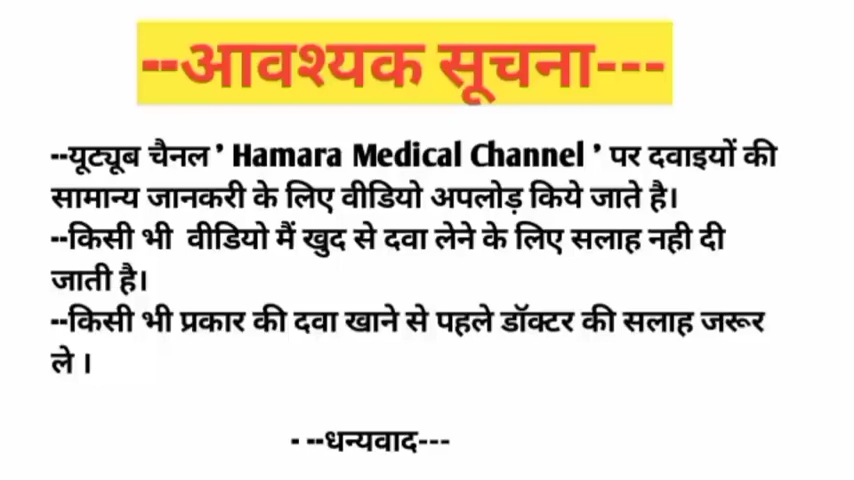 --आवश्यक सूचना---
--यूट्यूब चैनल ’ Hamara Medical Channel ’ पर दवाइयों की
सामान्य जानकरी के लिए वीडियो अपलोड़ किये जाते है।
--किसी भी वीडियो मैं खुद से दवा लेने के लिए सलाह नही दी
जाती है।
--किसी भी प्रकार की दवा खाने से पहले डॉक्टर की सलाह जरूर
ले ।
- --धन्यवाद---